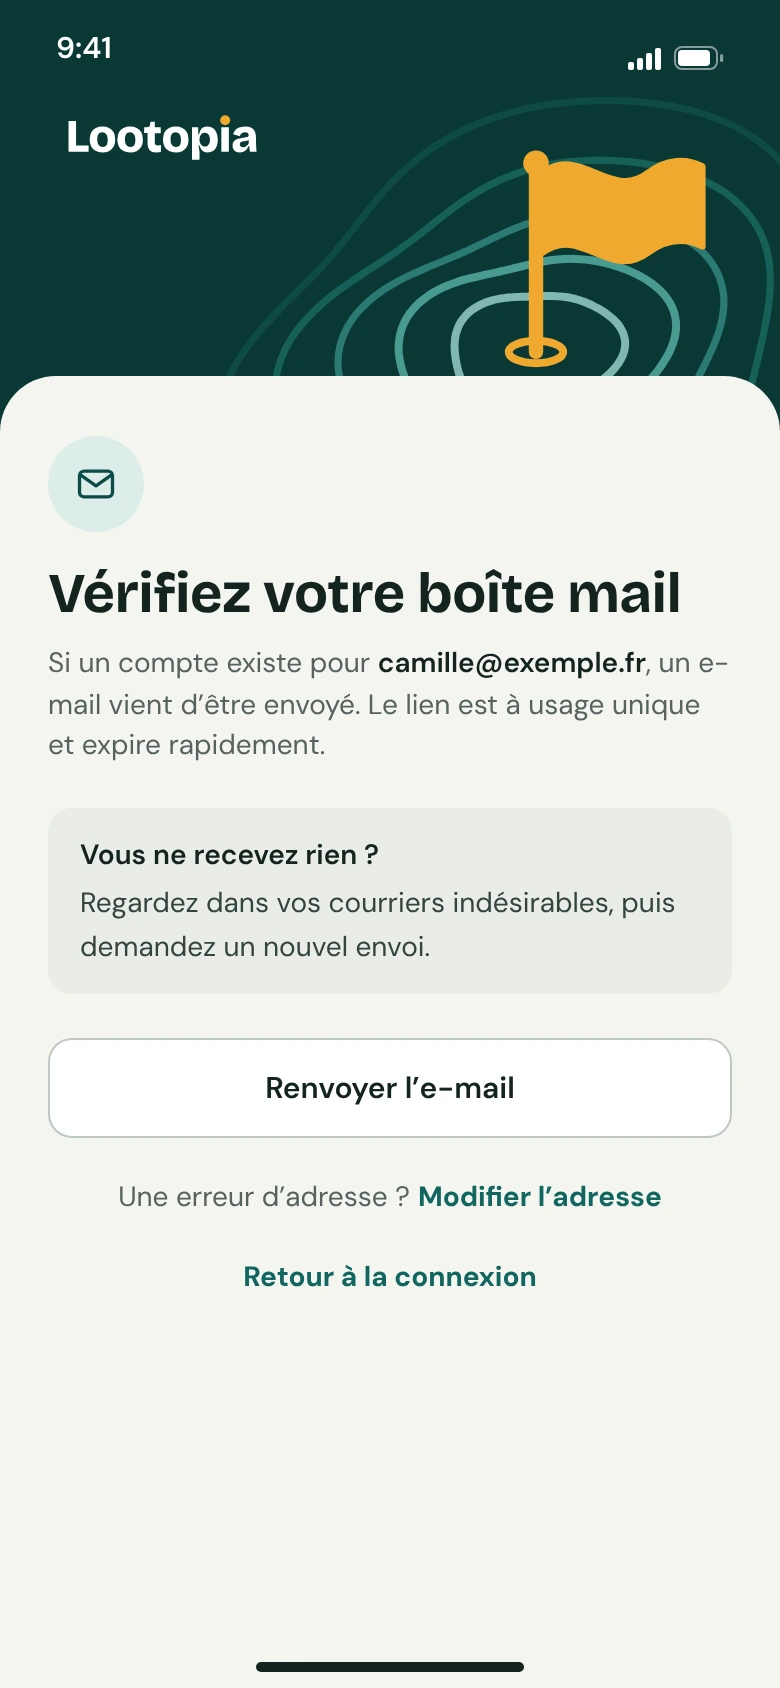 9:41
Lootopia
Vérifiez votre boîte mail
Si un compte existe pour camille@exemple.fr, un e-
mail vient d’être envoyé. Le lien est à usage unique
et expire rapidement.
Vous ne recevez rien ?
Regardez dans vos courriers indésirables, puis
demandez un nouvel envoi.
Renvoyer l’e-mail
Une erreur d’adresse ? Modifier l’adresse
Retour à la connexion